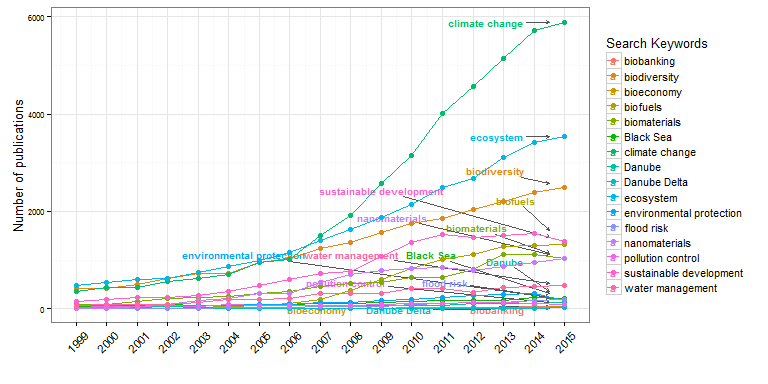 6000
4000
2000
0
Number of publications
climate change
ecosystem
biodiversity
sustainable development
biofuels
nanomaterials
biomaterials
environmental protection
water management
Black Sea
Danube
pollution control
flood risk
bioeconomy
Danube Delta
biobanking
1999 2000 2001 2002 2003 2004 2005 2006 2007 2008 2009 2010 2011 2012 2013 2014 2015
Search Keywords
biobanking
biodiversity
bioeconomy
biofuels
biomaterials
Black Sea
climate change
Danube
Danube Delta
ecosystem
environmental protection
flood risk
nanomaterials
pollution control
sustainable development
water management